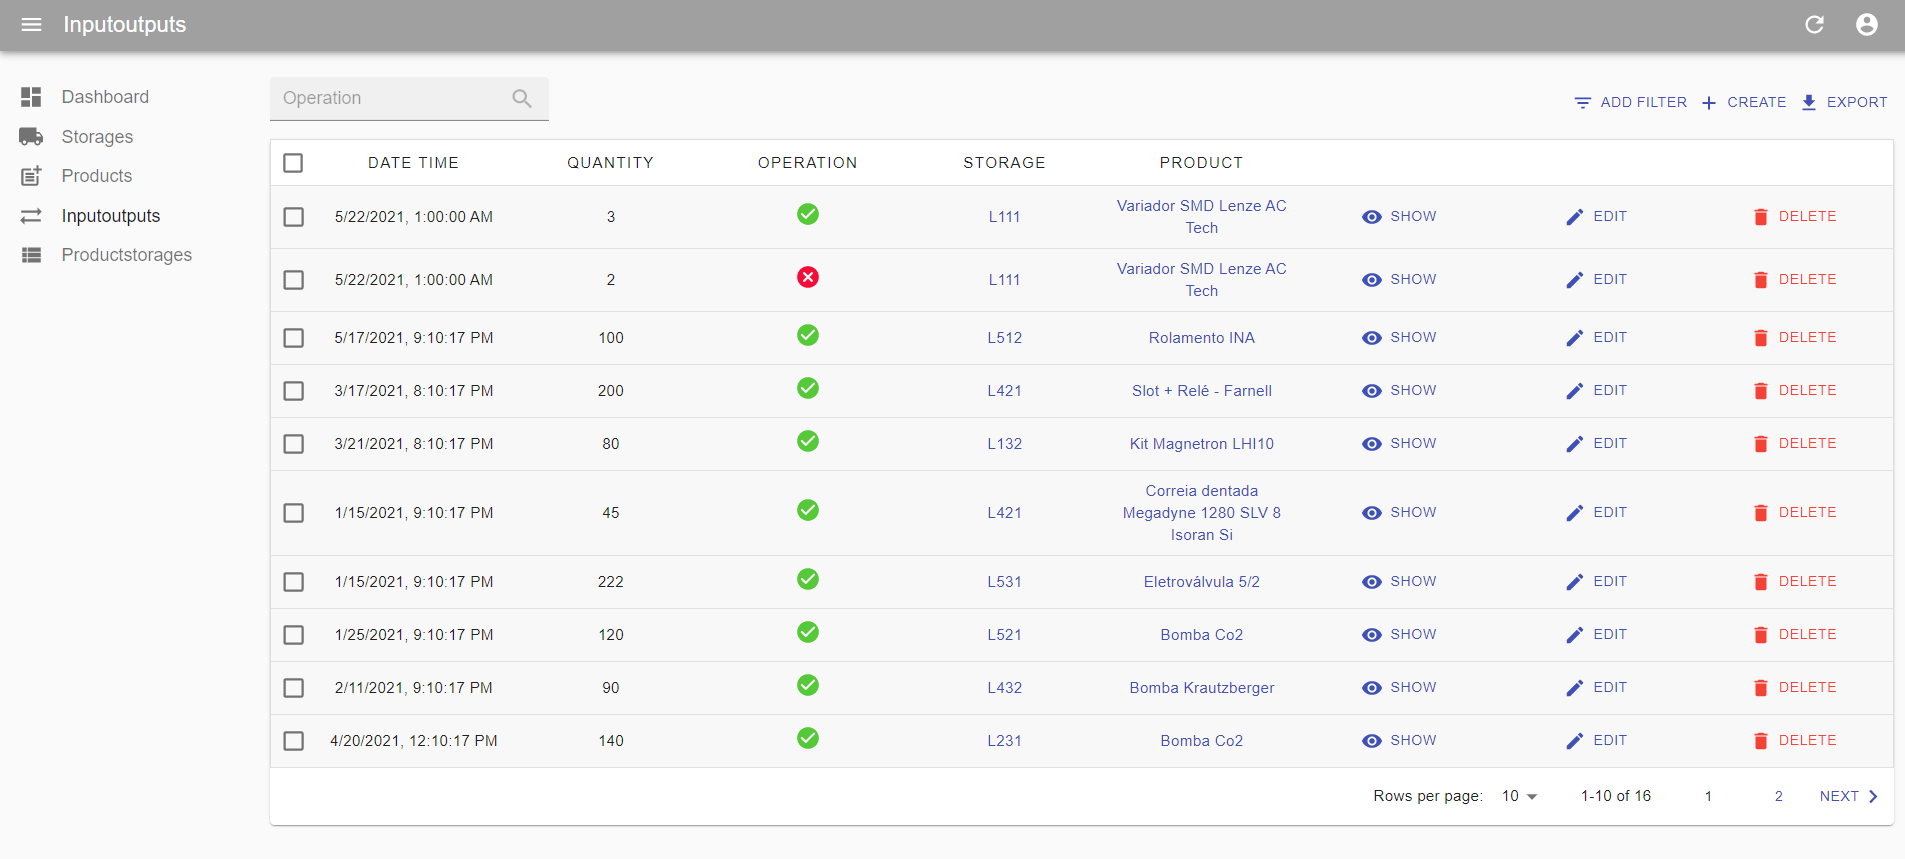 Inputoutputs
Dashboard
Storages
Products
Inputoutputs
Productstorages
Operation
ADD FILTER CREATE EXPORT
DATE TIME QUANTITY OPERATION STORAGE PRODUCT
5/22/2021, 1:00:00 AM 3 L111 Variador SMD Lenze AC
Tech SHOW EDIT DELETE
5/22/2021, 1:00:00 AM 2 L111 Variador SMD Lenze AC
Tech SHOW EDIT DELETE
5/17/2021, 9:10:17 PM 100 L512 Rolamento INA SHOW EDIT DELETE
3/17/2021, 8:10:17 PM 200 L421 Slot + Relé - Farnell SHOW EDIT DELETE
3/21/2021, 8:10:17 PM 80 L132 Kit Magnetron LHI10 SHOW EDIT DELETE
1/15/2021, 9:10:17 PM 45 L421 Correia dentada
Megadyne 1280 SLV 8
Isoran Si SHOW EDIT DELETE
1/15/2021, 9:10:17 PM 222 L531 Eletroválvula 5/2 SHOW EDIT DELETE
1/25/2021, 9:10:17 PM 120 L521 Bomba Co2 SHOW EDIT DELETE
2/11/2021, 9:10:17 PM 90 L432 Bomba Krautzberger SHOW EDIT DELETE
4/20/2021, 12:10:17 PM 140 L231 Bomba Co2 SHOW EDIT DELETE
Rows per page: 10 1-10 of 16 1 2 NEXT